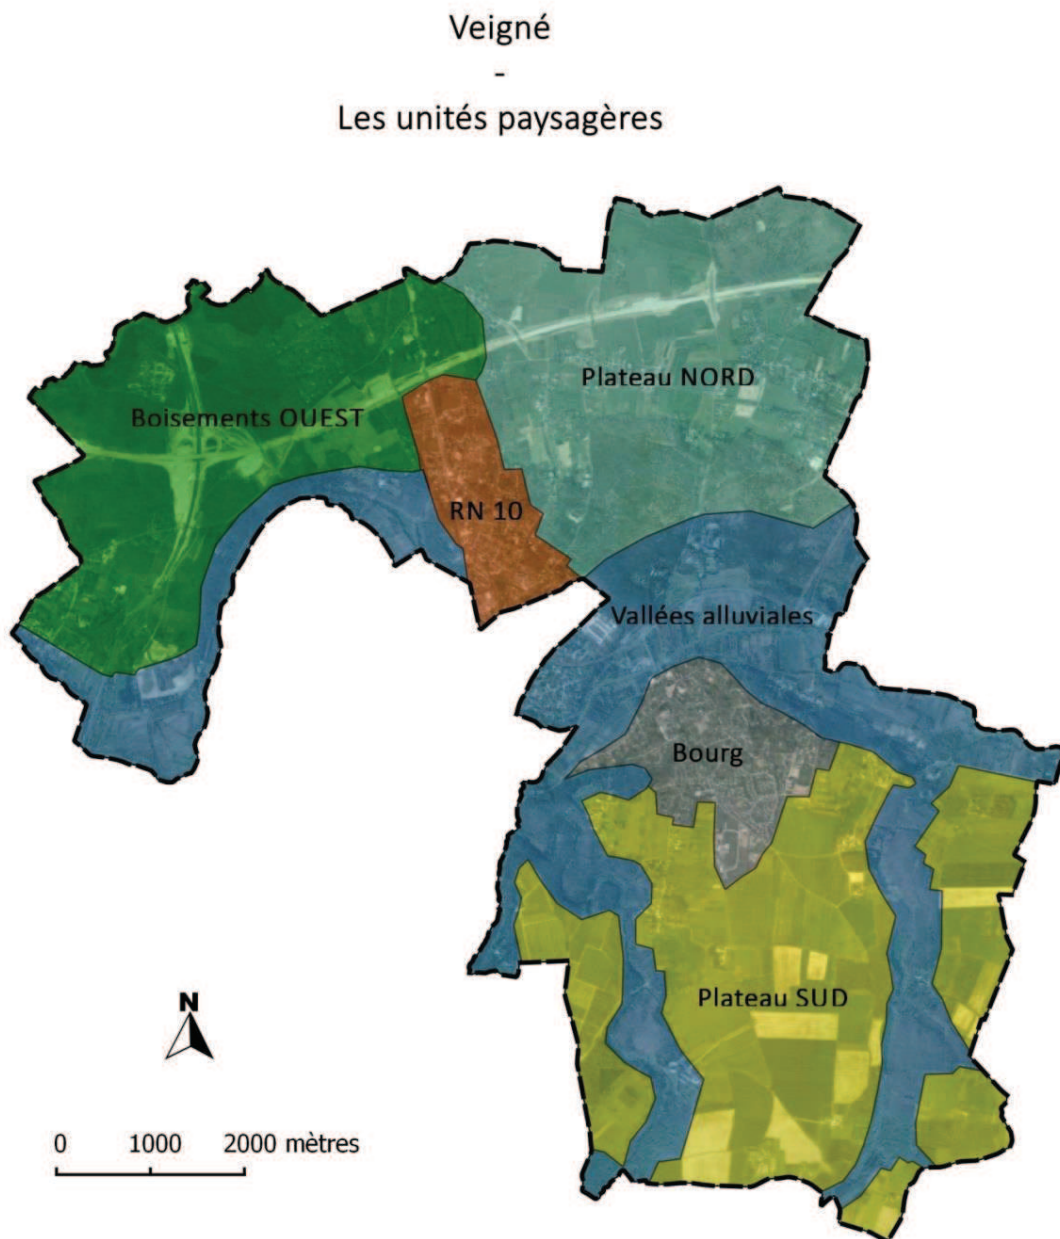 Veigné
-
Les unités paysagères
Plateau NORD
Boisements OUEST
RN 10
Vallées alluviales
Bourg
Plateau SUD
N
0 1000 2000 mètres